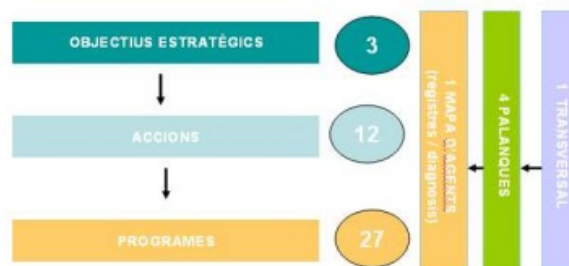 OBJECTIUS ESTRATÈGICS
3
ACCIONS
12
PROGRAMES
27
1 MAPA D'AGENTS
(registres / diagnosis)
4 PALANQUES
1 TRANSVERSAL